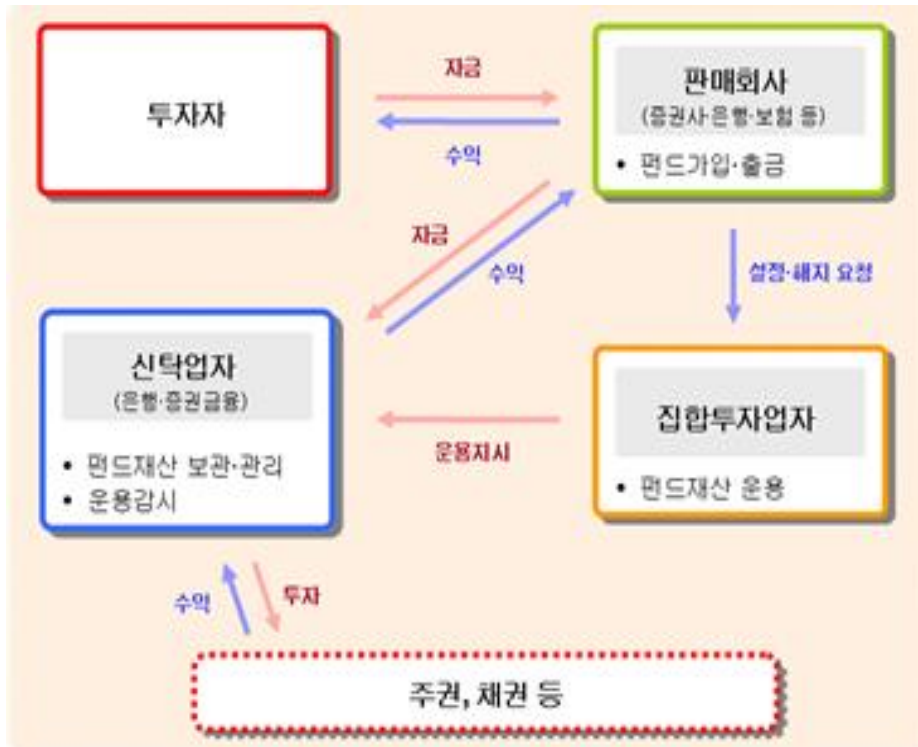 투자자
자금
수익
판매회사
(증권사·은행·보험 등)
• 펀드가입·출금
자금
수익
설정·해지 요청
신탁업자
(은행·증권금융)
• 펀드재산 보관·관리
• 운용감시
운용지시
집합투자업자
• 펀드재산 운용
수익
투자
주권, 채권 등